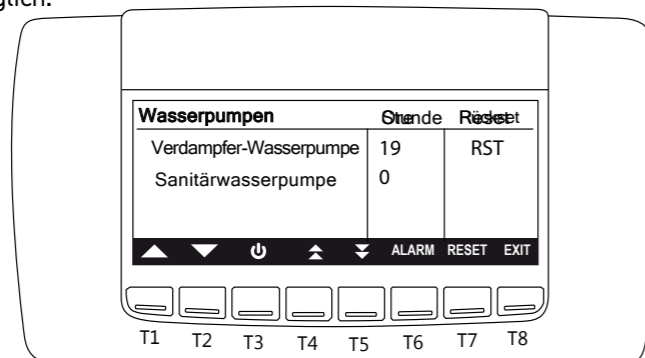 glich.
Wasserpumpen Stunde Reset
Verdampfer-Wasserpumpe 19 RST
Sanitärwasserpumpe 0
ALARM RESET EXIT
T1 T2 T3 T4 T5 T6 T7 T8